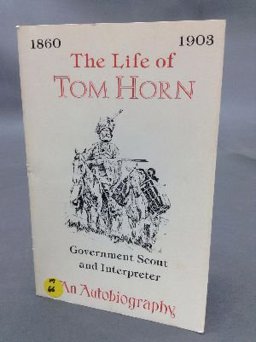 1860 1903
The Life of
TOM HORN
Government Scout
and Interpreter
An Autobiography